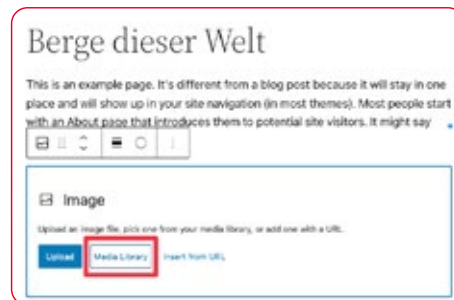 Berge dieser Welt
This is an example page. It's different from a blog post because it will stay in one
place and will show up in your site navigation (in most themes). Most people start
with an About page that introduces them to potential site visitors. It might say
Image
Upload an image file, pick one from your media library, or add one with a URL.
Upload Media Library Insert from URL